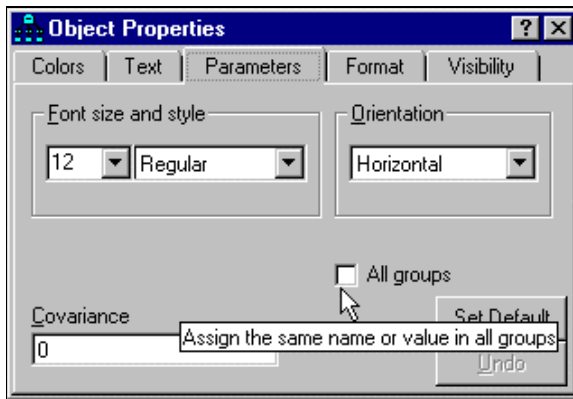 Object Properties
Colors Text Parameters Format Visibility
Font size and style Orientation
12 Regular Horizontal
All groups
Covariance Set Default
Assign the same name or value in all groups
0
Undo